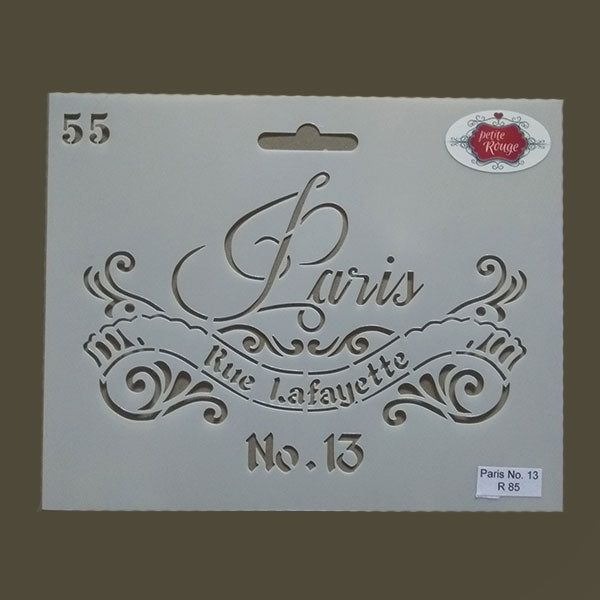 55
petite
Rouge
Paris
Rue Lafayette
No. 13
Paris No. 13
R 85